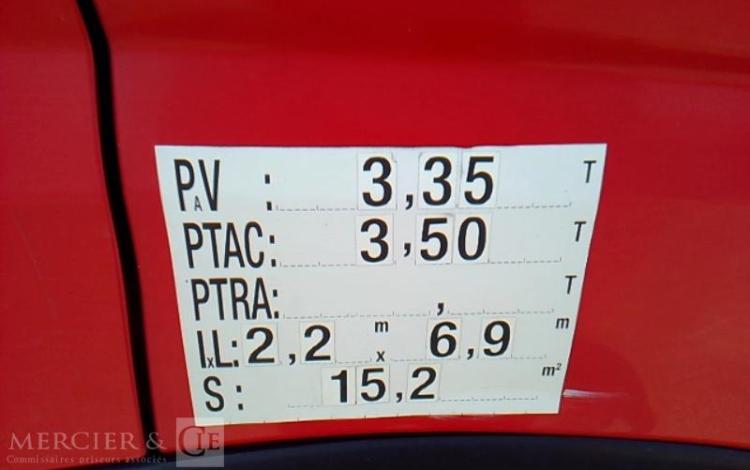 PAV : 3,35 T
PTAC: 3,50 T
PTRA: , T
lxL: 2,2 m x 6,9 m
S: 15,2 m²
MERCIER & CIE
Commissaires priseurs associés